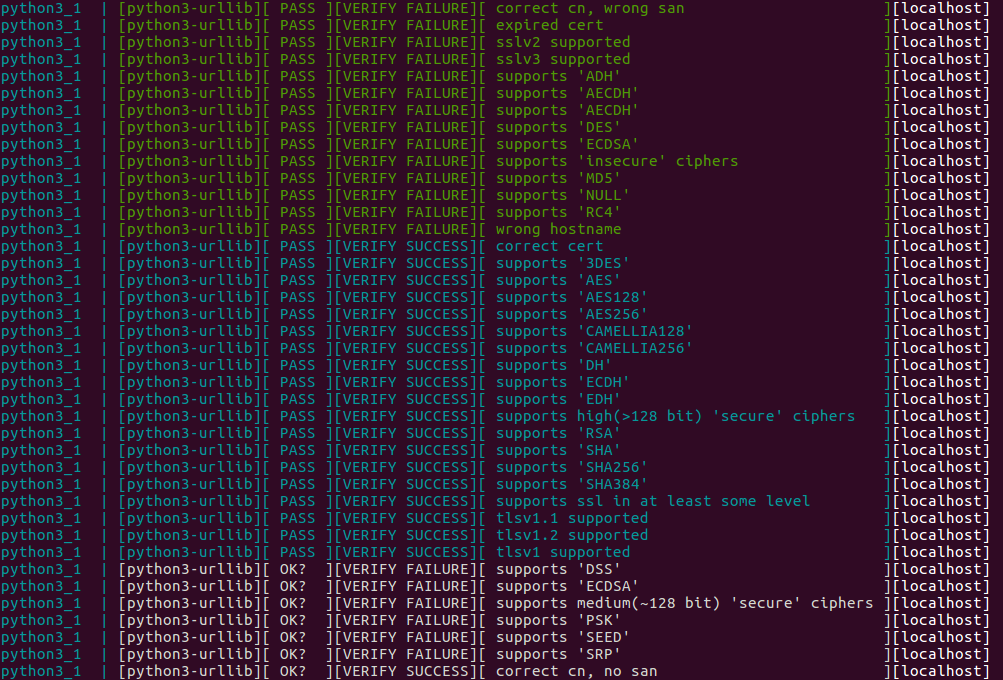 python3_1  | [python3-urllib][ PASS ][VERIFY FAILURE][ correct cn, wrong san ][localhost]
python3_1  | [python3-urllib][ PASS ][VERIFY FAILURE][ expired cert ][localhost]
python3_1  | [python3-urllib][ PASS ][VERIFY FAILURE][ sslv2 supported ][localhost]
python3_1  | [python3-urllib][ PASS ][VERIFY FAILURE][ sslv3 supported ][localhost]
python3_1  | [python3-urllib][ PASS ][VERIFY FAILURE][ supports 'ADH' ][localhost]
python3_1  | [python3-urllib][ PASS ][VERIFY FAILURE][ supports 'AECDH' ][localhost]
python3_1  | [python3-urllib][ PASS ][VERIFY FAILURE][ supports 'AECDH' ][localhost]
python3_1  | [python3-urllib][ PASS ][VERIFY FAILURE][ supports 'DES' ][localhost]
python3_1  | [python3-urllib][ PASS ][VERIFY FAILURE][ supports 'ECDSA' ][localhost]
python3_1  | [python3-urllib][ PASS ][VERIFY FAILURE][ supports 'insecure' ciphers ][localhost]
python3_1  | [python3-urllib][ PASS ][VERIFY FAILURE][ supports 'MD5' ][localhost]
python3_1  | [python3-urllib][ PASS ][VERIFY FAILURE][ supports 'NULL' ][localhost]
python3_1  | [python3-urllib][ PASS ][VERIFY FAILURE][ supports 'RC4' ][localhost]
python3_1  | [python3-urllib][ PASS ][VERIFY FAILURE][ wrong hostname ][localhost]
python3_1  | [python3-urllib][ PASS ][VERIFY SUCCESS][ correct cert ][localhost]
python3_1  | [python3-urllib][ PASS ][VERIFY SUCCESS][ supports '3DES' ][localhost]
python3_1  | [python3-urllib][ PASS ][VERIFY SUCCESS][ supports 'AES ][localhost]
python3_1  | [python3-urllib][ PASS ][VERIFY SUCCESS][ supports 'AES128' ][localhost]
python3_1  | [python3-urllib][ PASS ][VERIFY SUCCESS][ supports 'AES256' ][localhost]
python3_1  | [python3-urllib][ PASS ][VERIFY SUCCESS][ supports 'CAMELLIA128' ][localhost]
python3_1  | [python3-urllib][ PASS ][VERIFY SUCCESS][ supports 'CAMELLIA256' ][localhost]
python3_1  | [python3-urllib][ PASS ][VERIFY SUCCESS][ supports 'DH' ][localhost]
python3_1  | [python3-urllib][ PASS ][VERIFY SUCCESS][ supports 'ECDH' ][localhost]
python3_1  | [python3-urllib][ PASS ][VERIFY SUCCESS][ supports 'EDH' ][localhost]
python3_1  | [python3-urllib][ PASS ][VERIFY SUCCESS][ supports high(>128 bit) 'secure' ciphers ][localhost]
python3_1  | [python3-urllib][ PASS ][VERIFY SUCCESS][ supports 'RSA' ][localhost]
python3_1  | [python3-urllib][ PASS ][VERIFY SUCCESS][ supports 'SHA' ][localhost]
python3_1  | [python3-urllib][ PASS ][VERIFY SUCCESS][ supports 'SHA256' ][localhost]
python3_1  | [python3-urllib][ PASS ][VERIFY SUCCESS][ supports 'SHA384' ][localhost]
python3_1  | [python3-urllib][ PASS ][VERIFY SUCCESS][ supports ssl in at least some level ][localhost]
python3_1  | [python3-urllib][ PASS ][VERIFY SUCCESS][ tlsv1.1 supported ][localhost]
python3_1  | [python3-urllib][ PASS ][VERIFY SUCCESS][ tlsv1.2 supported ][localhost]
python3_1  | [python3-urllib][ PASS ][VERIFY SUCCESS][ tlsv1 supported ][localhost]
python3_1  | [python3-urllib][ OK?  ][VERIFY FAILURE][ supports 'DSS' ][localhost]
python3_1  | [python3-urllib][ OK?  ][VERIFY FAILURE][ supports 'ECDSA' ][localhost]
python3_1  | [python3-urllib][ OK?  ][VERIFY FAILURE][ supports medium(~128 bit) 'secure' ciphers ][localhost]
python3_1  | [python3-urllib][ OK?  ][VERIFY FAILURE][ supports 'PSK' ][localhost]
python3_1  | [python3-urllib][ OK?  ][VERIFY FAILURE][ supports 'SEED' ][localhost]
python3_1  | [python3-urllib][ OK?  ][VERIFY FAILURE][ supports 'SRP' ][localhost]
python3_1  | [python3-urllib][ OK?  ][VERIFY SUCCESS][ correct cn, no san ][localhost]